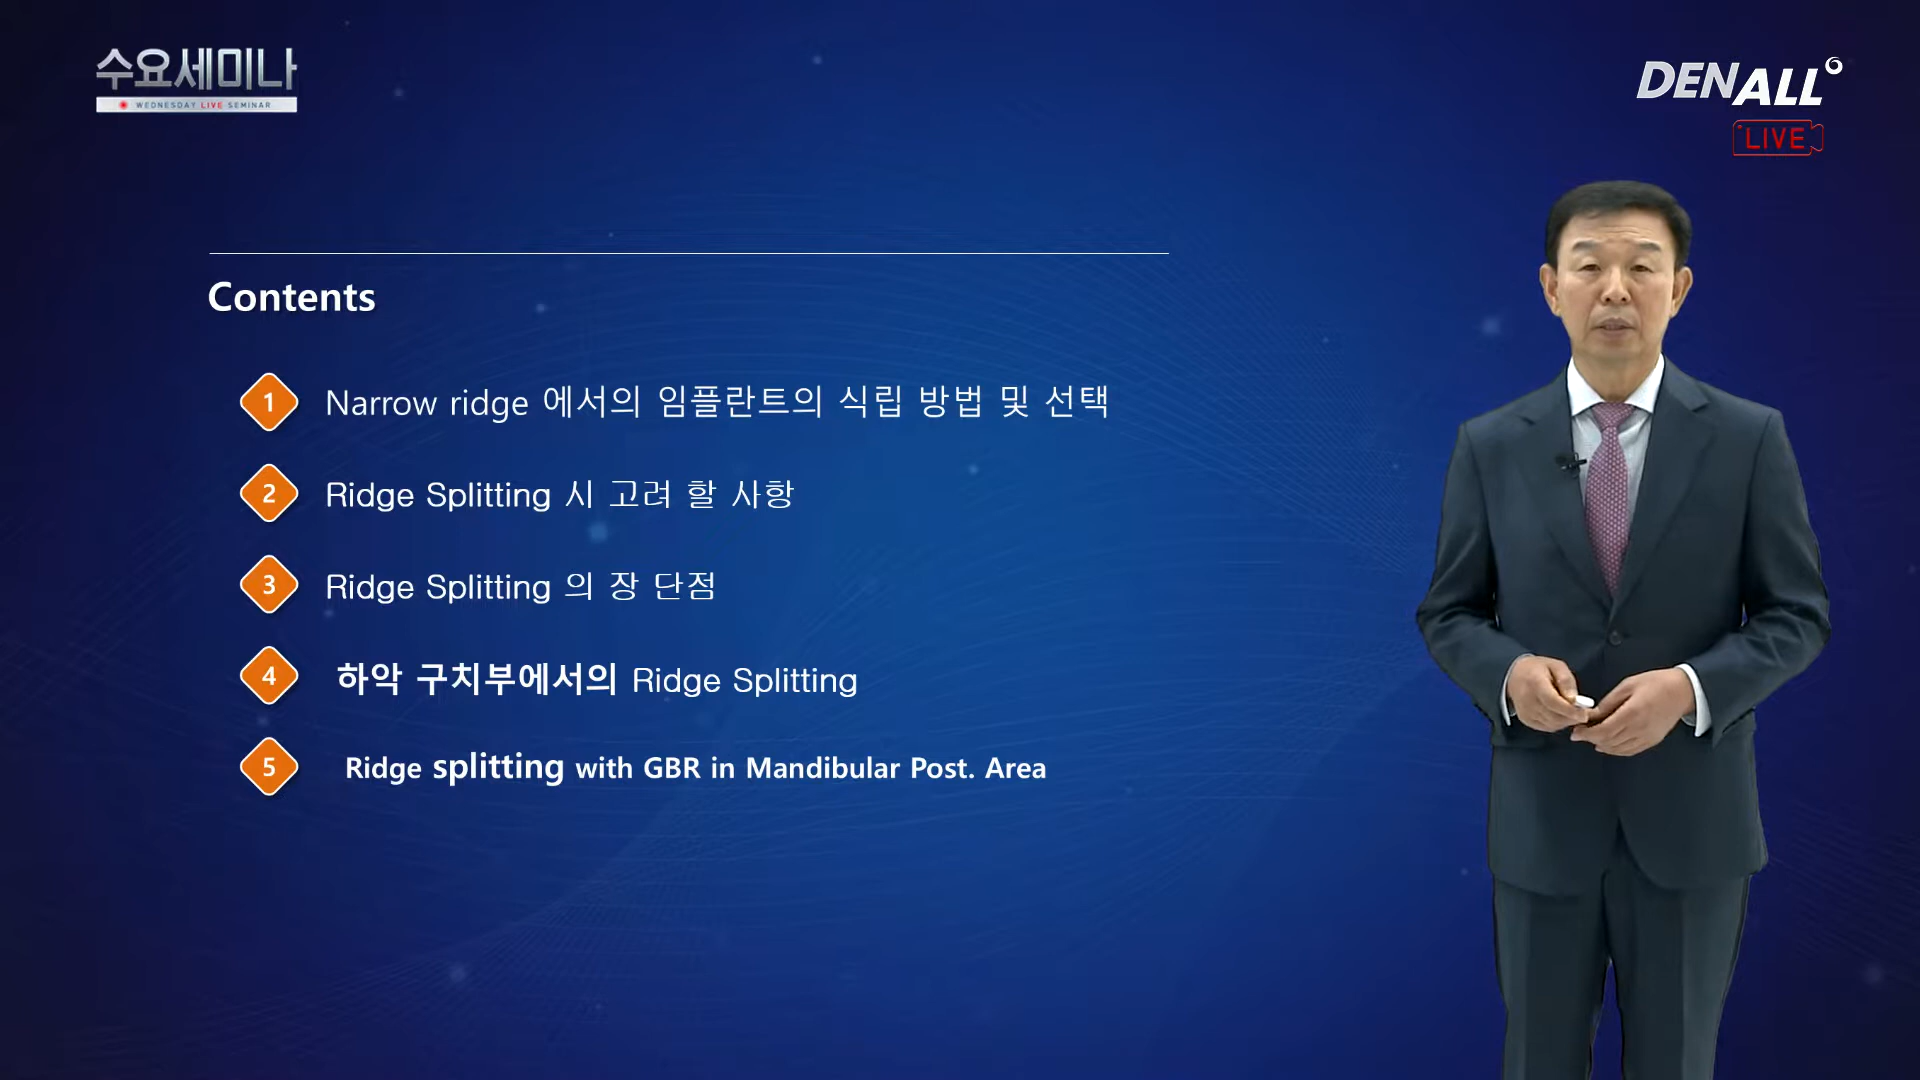 수요세미나
WEDNESDAY LIVE SEMINAR
DENALL
LIVE
Contents
1 Narrow ridge 에서의 임플란트의 식립 방법 및 선택
2 Ridge Splitting 시 고려 할 사항
3 Ridge Splitting 의 장 단점
4 하악 구치부에서의 Ridge Splitting
5 Ridge splitting with GBR in Mandibular Post. Area